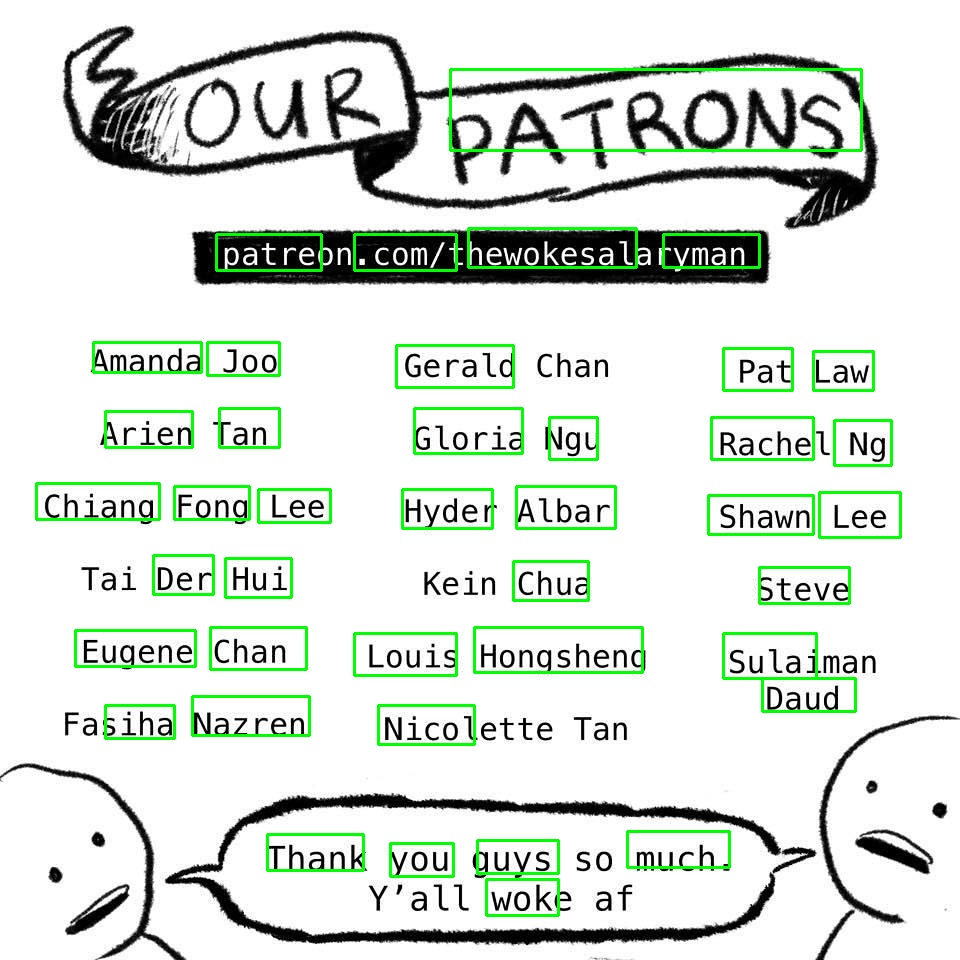 OUR PATRONS
patreon.com/thewokesalaryman
Amanda Joo
Arien Tan
Chiang Fong Lee
Tai Der Hui
Eugene Chan
Fasiha Nazren
Gerald Chan
Gloria Ngu
Hyder Albar
Kein Chua
Louis Hongsheng
Nicolette Tan
Pat Law
Rachel Ng
Shawn Lee
Steve
Sulaiman
Daud
Thank you guys so much.
Y’all woke af